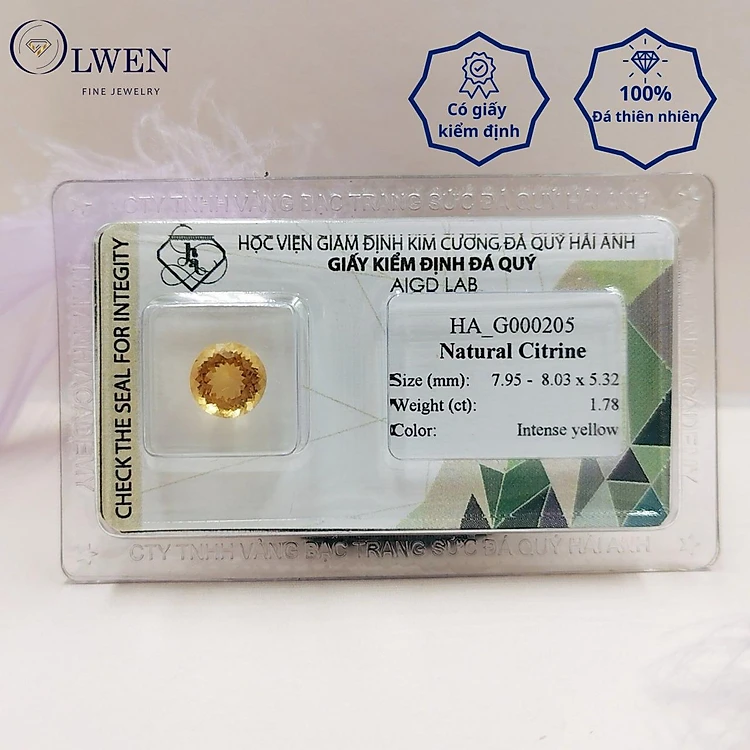 OLWEN
FINE JEWELRY
Có giấy
kiểm định
100%
Đá thiên nhiên
CTY TNHH VÀNG BẠC TRANG SỨC ĐÁ QUÝ HẢI ANH
HỌC VIỆN GIÁM ĐỊNH KIM CƯƠNG ĐÁ QUÝ HẢI ANH
GIẤY KIỂM ĐỊNH ĐÁ QUÝ
AIGD LAB
CHECK THE SEAL FOR INTEGITY
HA_G000205
Natural Citrine
Size (mm): 7.95 - 8.03 x 5.32
Weight (ct): 1.78
Color: Intense yellow
CTY TNHH VÀNG BẠC TRANG SỨC ĐÁ QUÝ HẢI ANH